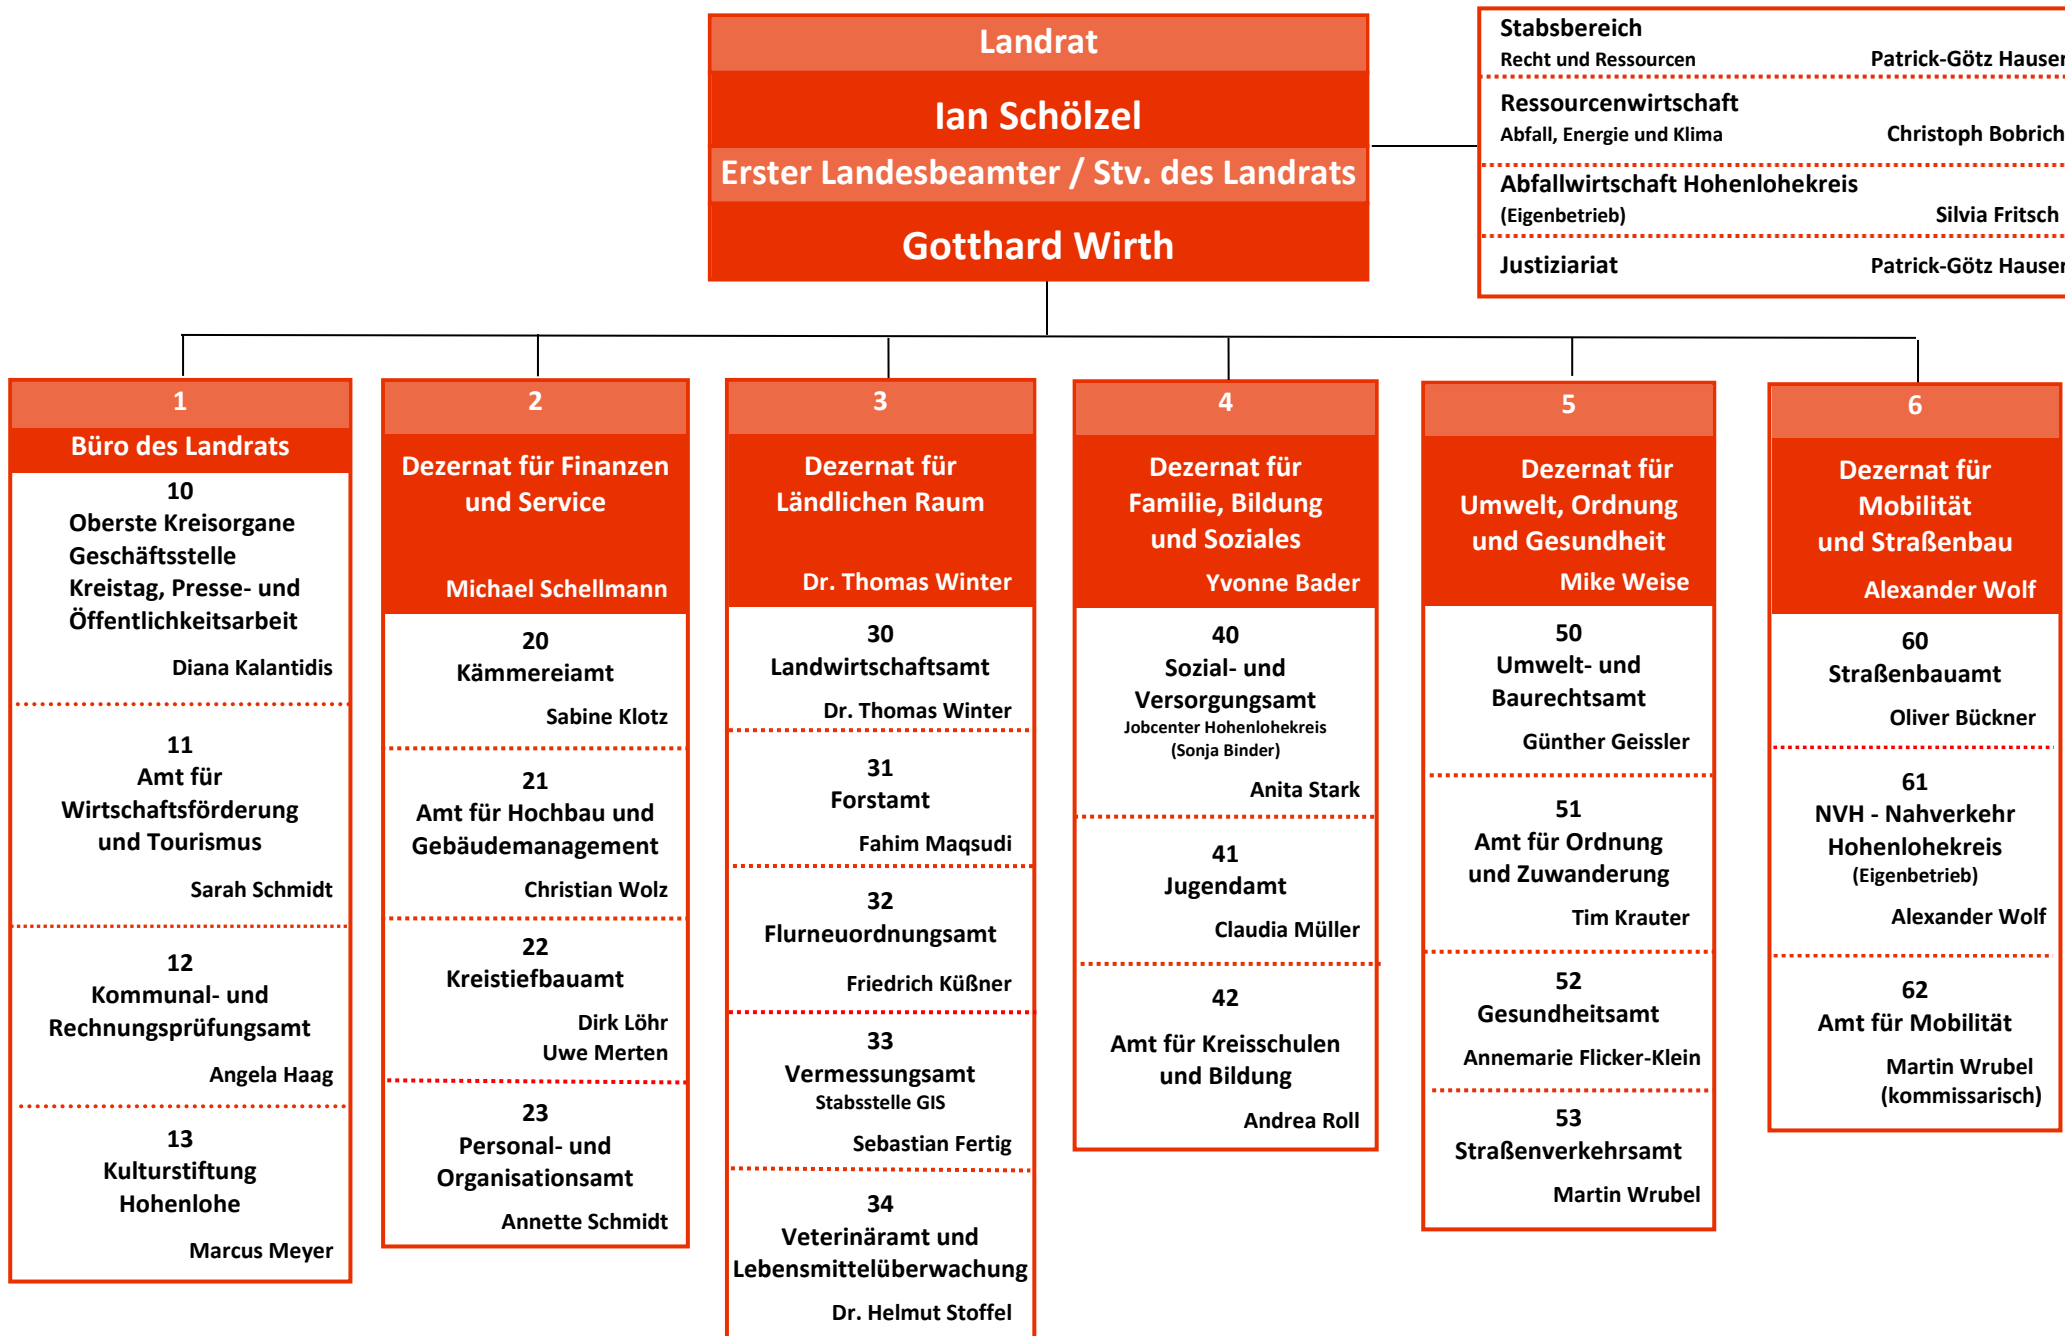 Landrat
Ian Schölzel
Erster Landesbeamter / Stv. des Landrats
Gotthard Wirth
Stabsbereich
Recht und Ressourcen Patrick-Götz Hauser
Ressourcenwirtschaft
Abfall, Energie und Klima Christoph Bobrich
Abfallwirtschaft Hohenlohekreis
(Eigenbetrieb) Silvia Fritsch
Justiziariat Patrick-Götz Hauser
1
Büro des Landrats
10
Oberste Kreisorgane
Geschäftsstelle
Kreistag, Presse- und
Öffentlichkeitsarbeit
Diana Kalantidis
11
Amt für
Wirtschaftsförderung
und Tourismus
Sarah Schmidt
12
Kommunal- und
Rechnungsprüfungsamt
Angela Haag
13
Kulturstiftung
Hohenlohe
Marcus Meyer
2
Dezernat für Finanzen
und Service
Michael Schellmann
20
Kämmereiamt
Sabine Klotz
21
Amt für Hochbau und
Gebäudemanagement
Christian Wolz
22
Kreistiefbauamt
Dirk Löhr
Uwe Merten
23
Personal- und
Organisationsamt
Annette Schmidt
3
Dezernat für
Ländlichen Raum
Dr. Thomas Winter
30
Landwirtschaftsamt
Dr. Thomas Winter
31
Forstamt
Fahim Maqsudi
32
Flurneuordnungsamt
Friedrich Küßner
33
Vermessungsamt
Stabsstelle GIS
Sebastian Fertig
34
Veterinäramt und
Lebensmittelüberwachung
Dr. Helmut Stoffel
4
Dezernat für
Familie, Bildung
und Soziales
Yvonne Bader
40
Sozial- und
Versorgungsamt
Jobcenter Hohenlohekreis
(Sonja Binder)
Anita Stark
41
Jugendamt
Claudia Müller
42
Amt für Kreisschulen
und Bildung
Andrea Roll
5
Dezernat für
Umwelt, Ordnung
und Gesundheit
Mike Weise
50
Umwelt- und
Baurechtsamt
Günther Geissler
51
Amt für Ordnung
und Zuwanderung
Tim Krauter
52
Gesundheitsamt
Annemarie Flicker-Klein
53
Straßenverkehrsamt
Martin Wrubel
6
Dezernat für
Mobilität
und Straßenbau
Alexander Wolf
60
Straßenbauamt
Oliver Bückner
61
NVH - Nahverkehr
Hohenlohekreis
(Eigenbetrieb)
Alexander Wolf
62
Amt für Mobilität
Martin Wrubel
(kommissarisch)